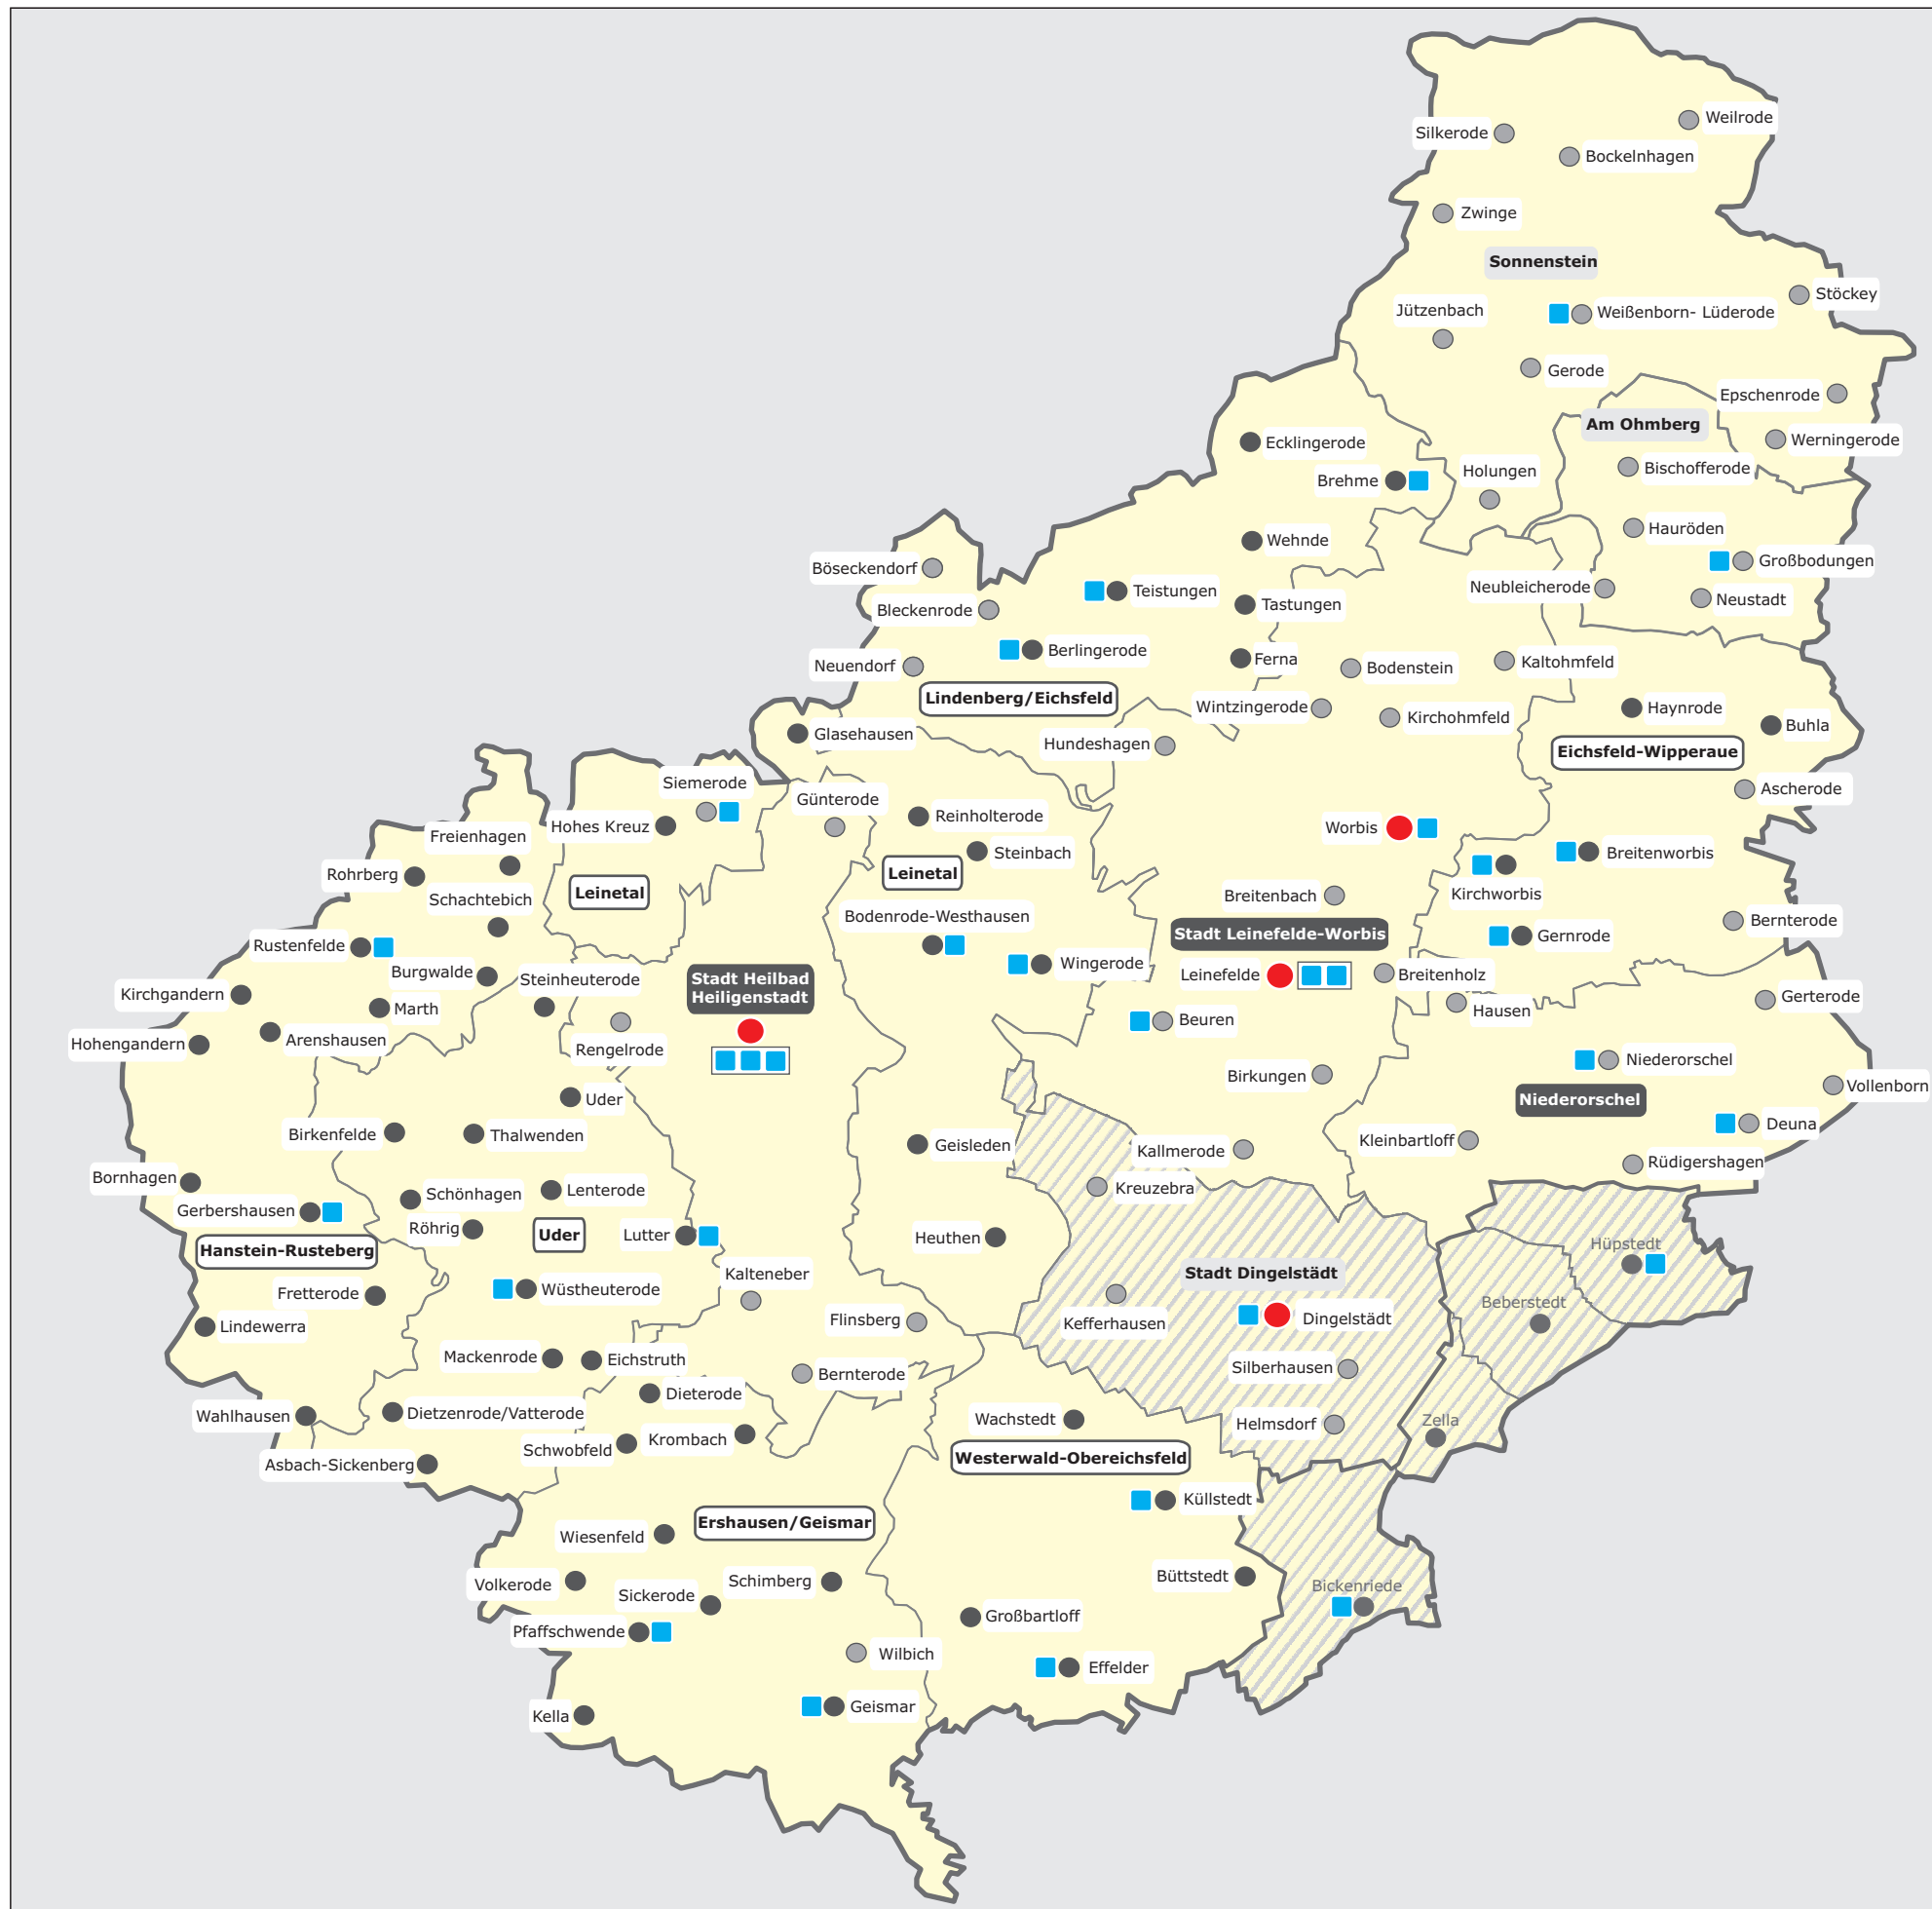 Weilrode
Silkerode
Bockelnhagen
Zwinge
Sonnenstein
Stöckey
Jützenbach
Weißenborn- Lüderode
Gerode
Epschenrode
Am Ohmberg
Ecklingerode
Werningerode
Holungen
Bischofferode
Brehme
Hauröden
Wehnde
Großbodungen
Böseckendorf
Neubleicherode
Teistungen
Neustadt
Bleckenrode
Tastungen
Berlingerode
Ferna
Kaltohmfeld
Neuendorf
Bodenstein
Lindenberg/Eichsfeld
Wintzingerode
Haynrode
Kirchohmfeld
Buhla
Glasehausen
Hundeshagen
Eichsfeld-Wipperaue
Siemerode
Ascherode
Günterode
Reinholterode
Hohes Kreuz
Worbis
Freienhagen
Steinbach
Breitenworbis
Rohrberg
Leinetal
Leinetal
Kirchworbis
Schachtebich
Breitenbach
Bodenrode-Westhausen
Bernterode
Stadt Leinefelde-Worbis
Gernrode
Rustenfelde
Wingerode
Burgwalde
Leinefelde
Breitenholz
Steinheuterode
Stadt Heilbad
Heiligenstadt
Kirchgandern
Gerterode
Marth
Hausen
Beuren
Arenshausen
Hohengandern
Rengelrode
Niederorschel
Birkungen
Vollenborn
Uder
Niederorschel
Deuna
Birkenfelde
Thalwenden
Kleinbartloff
Geisleden
Kallmerode
Rüdigershagen
Bornhagen
Kreuzebra
Schönhagen
Lenterode
Gerbershausen
Röhrig
Uder
Lutter
Heuthen
Hüpstedt
Hanstein-Rusteberg
Kalteneber
Stadt Dingelstädt
Wüstheuterode
Fretterode
Beberstedt
Dingelstädt
Flinsberg
Kefferhausen
Lindewerra
Mackenrode
Eichstruth
Silberhausen
Bernterode
Dieterode
Dietzenrode/Vatterode
Wahlhausen
Wachstedt
Zella
Helmsdorf
Krombach
Schwobfeld
Westerwald-Obereichsfeld
Asbach-Sickenberg
Küllstedt
Ershausen/Geismar
Wiesenfeld
Büttstedt
Schimberg
Volkerode
Bickenriede
Sickerode
Großbartloff
Pfaffschwende
Wilbich
Effelder
Geismar
Kella